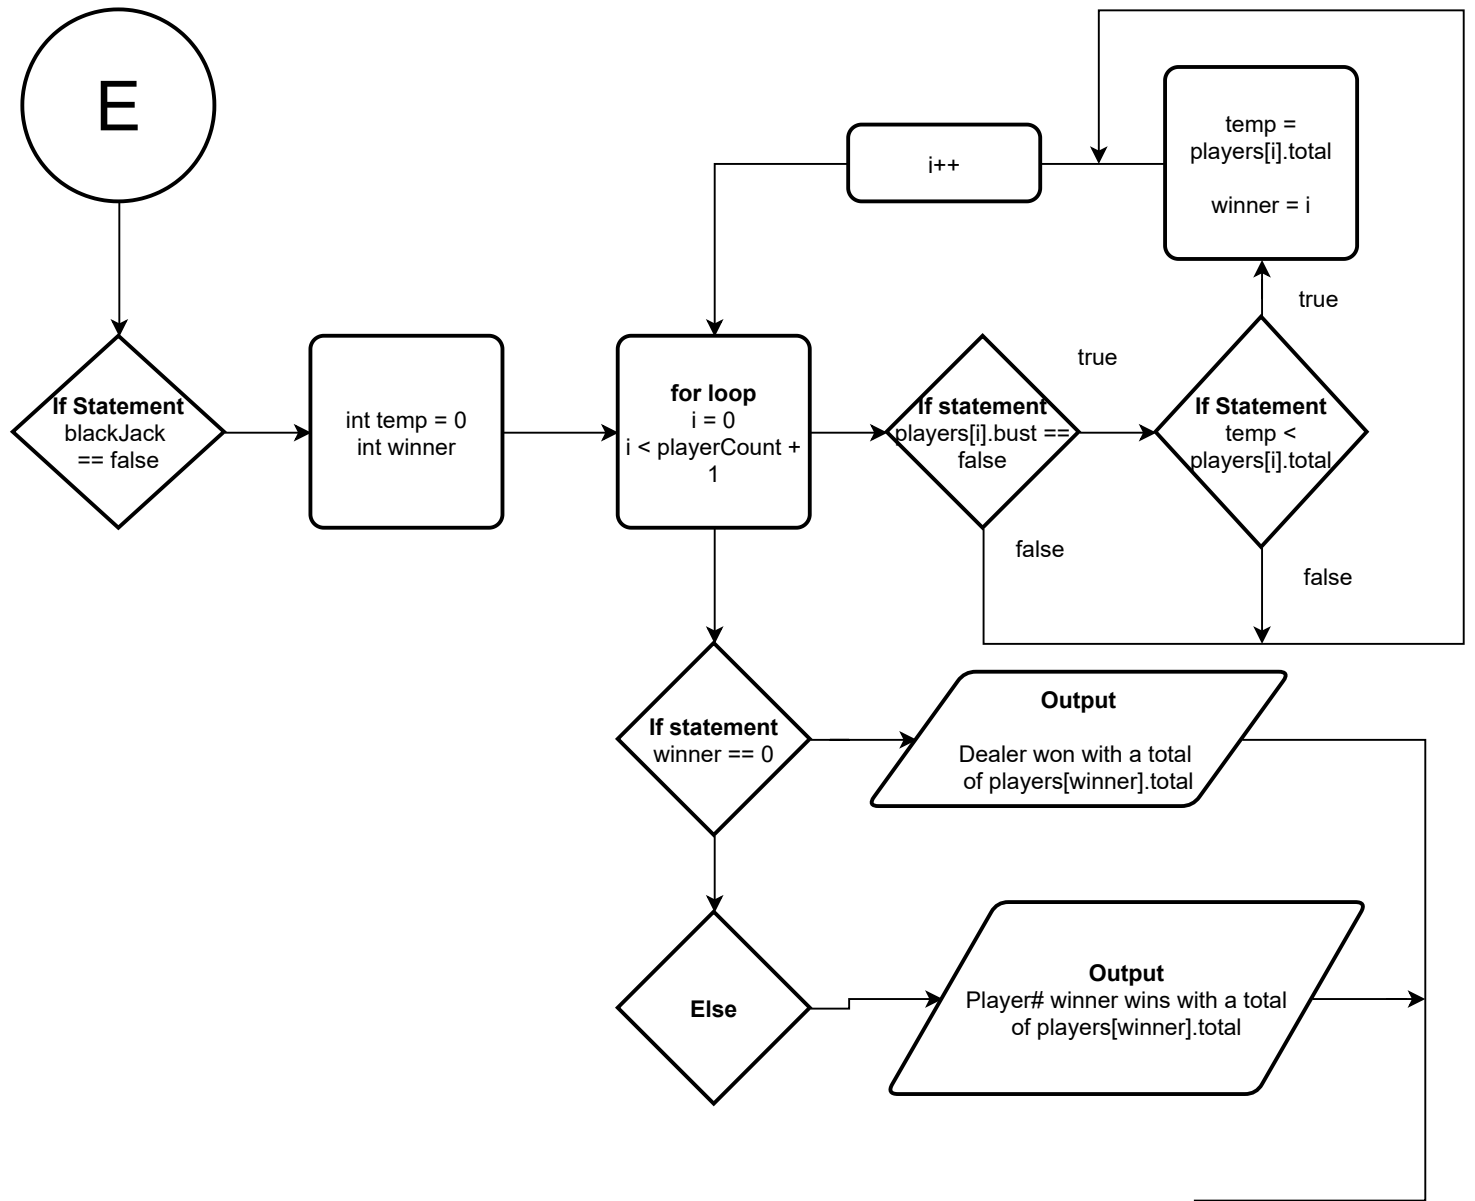 E
i++
temp =
players[i].total
winner = i
true
If Statement
blackJack
== false
int temp = 0
int winner
for loop
i = 0
i < playerCount +
1
If statement
players[i].bust ==
false
true
If Statement
temp <
players[i].total
false
false
If statement
winner == 0
Output
Dealer won with a total
of players[winner].total
Else
Output
Player# winner wins with a total
of players[winner].total